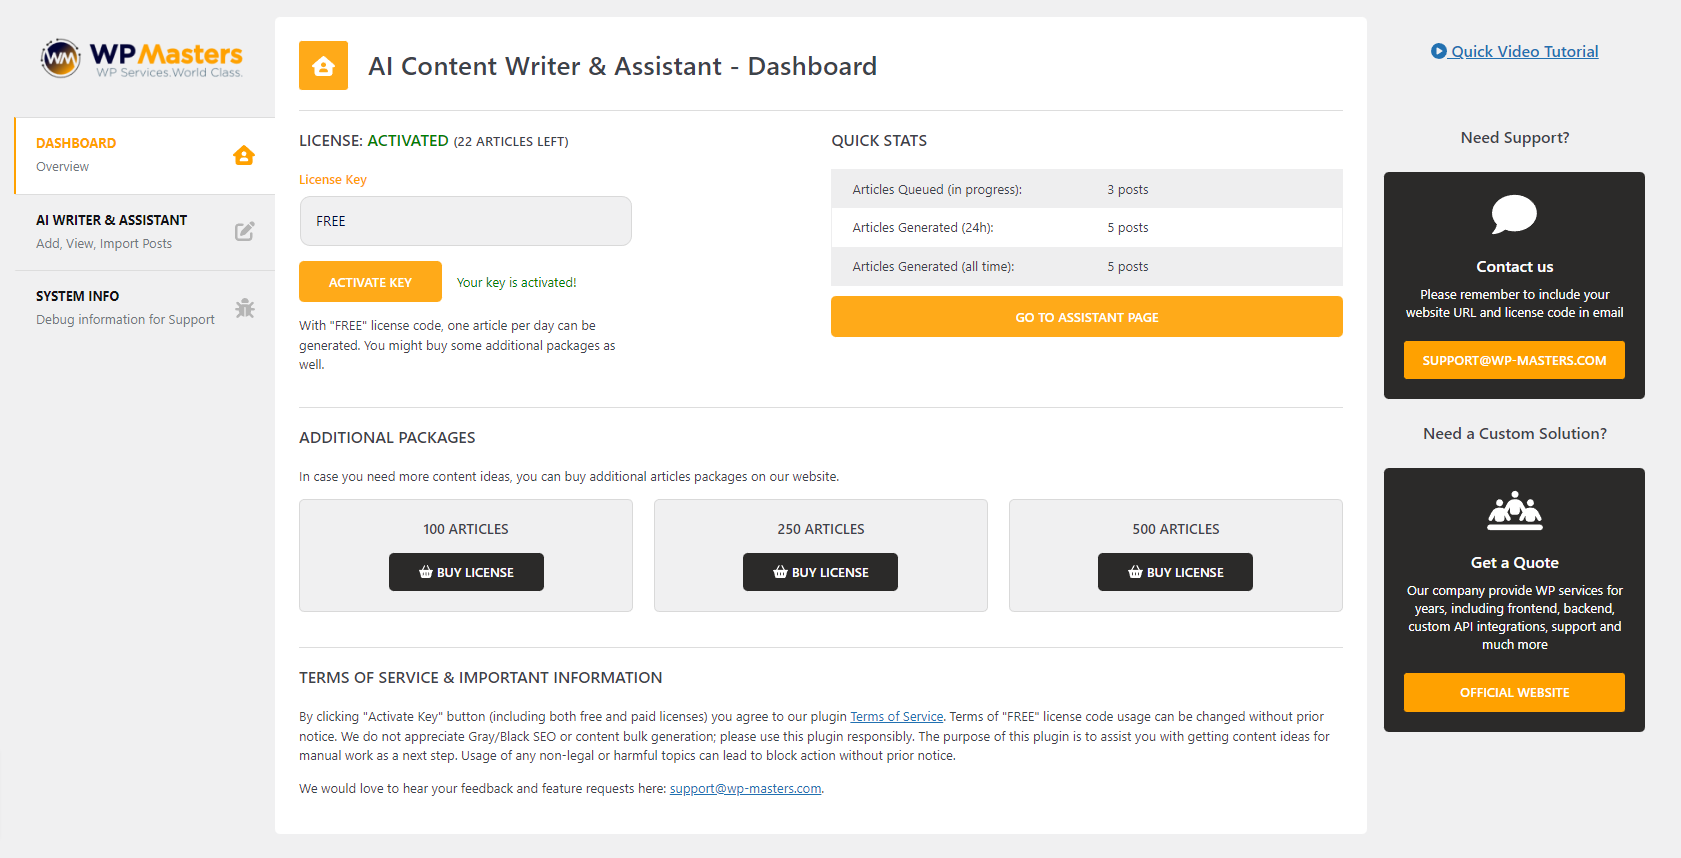 WM WPMasters
WP Services.World Class.
DASHBOARD
Overview
AI WRITER & ASSISTANT
Add, View, Import Posts
SYSTEM INFO
Debug information for Support
AI Content Writer & Assistant - Dashboard
LICENSE: ACTIVATED (22 ARTICLES LEFT)
License Key
FREE
ACTIVATE KEY Your key is activated!
With "FREE" license code, one article per day can be
generated. You might buy some additional packages as
well.
QUICK STATS
Articles Queued (in progress): 3 posts
Articles Generated (24h): 5 posts
Articles Generated (all time): 5 posts
GO TO ASSISTANT PAGE
ADDITIONAL PACKAGES
In case you need more content ideas, you can buy additional articles packages on our website.
100 ARTICLES
BUY LICENSE
250 ARTICLES
BUY LICENSE
500 ARTICLES
BUY LICENSE
TERMS OF SERVICE & IMPORTANT INFORMATION
By clicking "Activate Key" button (including both free and paid licenses) you agree to our plugin Terms of Service. Terms of "FREE" license code usage can be changed without prior
notice. We do not appreciate Gray/Black SEO or content bulk generation; please use this plugin responsibly. The purpose of this plugin is to assist you with getting content ideas for
manual work as a next step. Usage of any non-legal or harmful topics can lead to block action without prior notice.
We would love to hear your feedback and feature requests here: support@wp-masters.com.
Quick Video Tutorial
Need Support?
Contact us
Please remember to include your
website URL and license code in email
SUPPORT@WP-MASTERS.COM
Need a Custom Solution?
Get a Quote
Our company provide WP services for
years, including frontend, backend,
custom API integrations, support and
much more
OFFICIAL WEBSITE